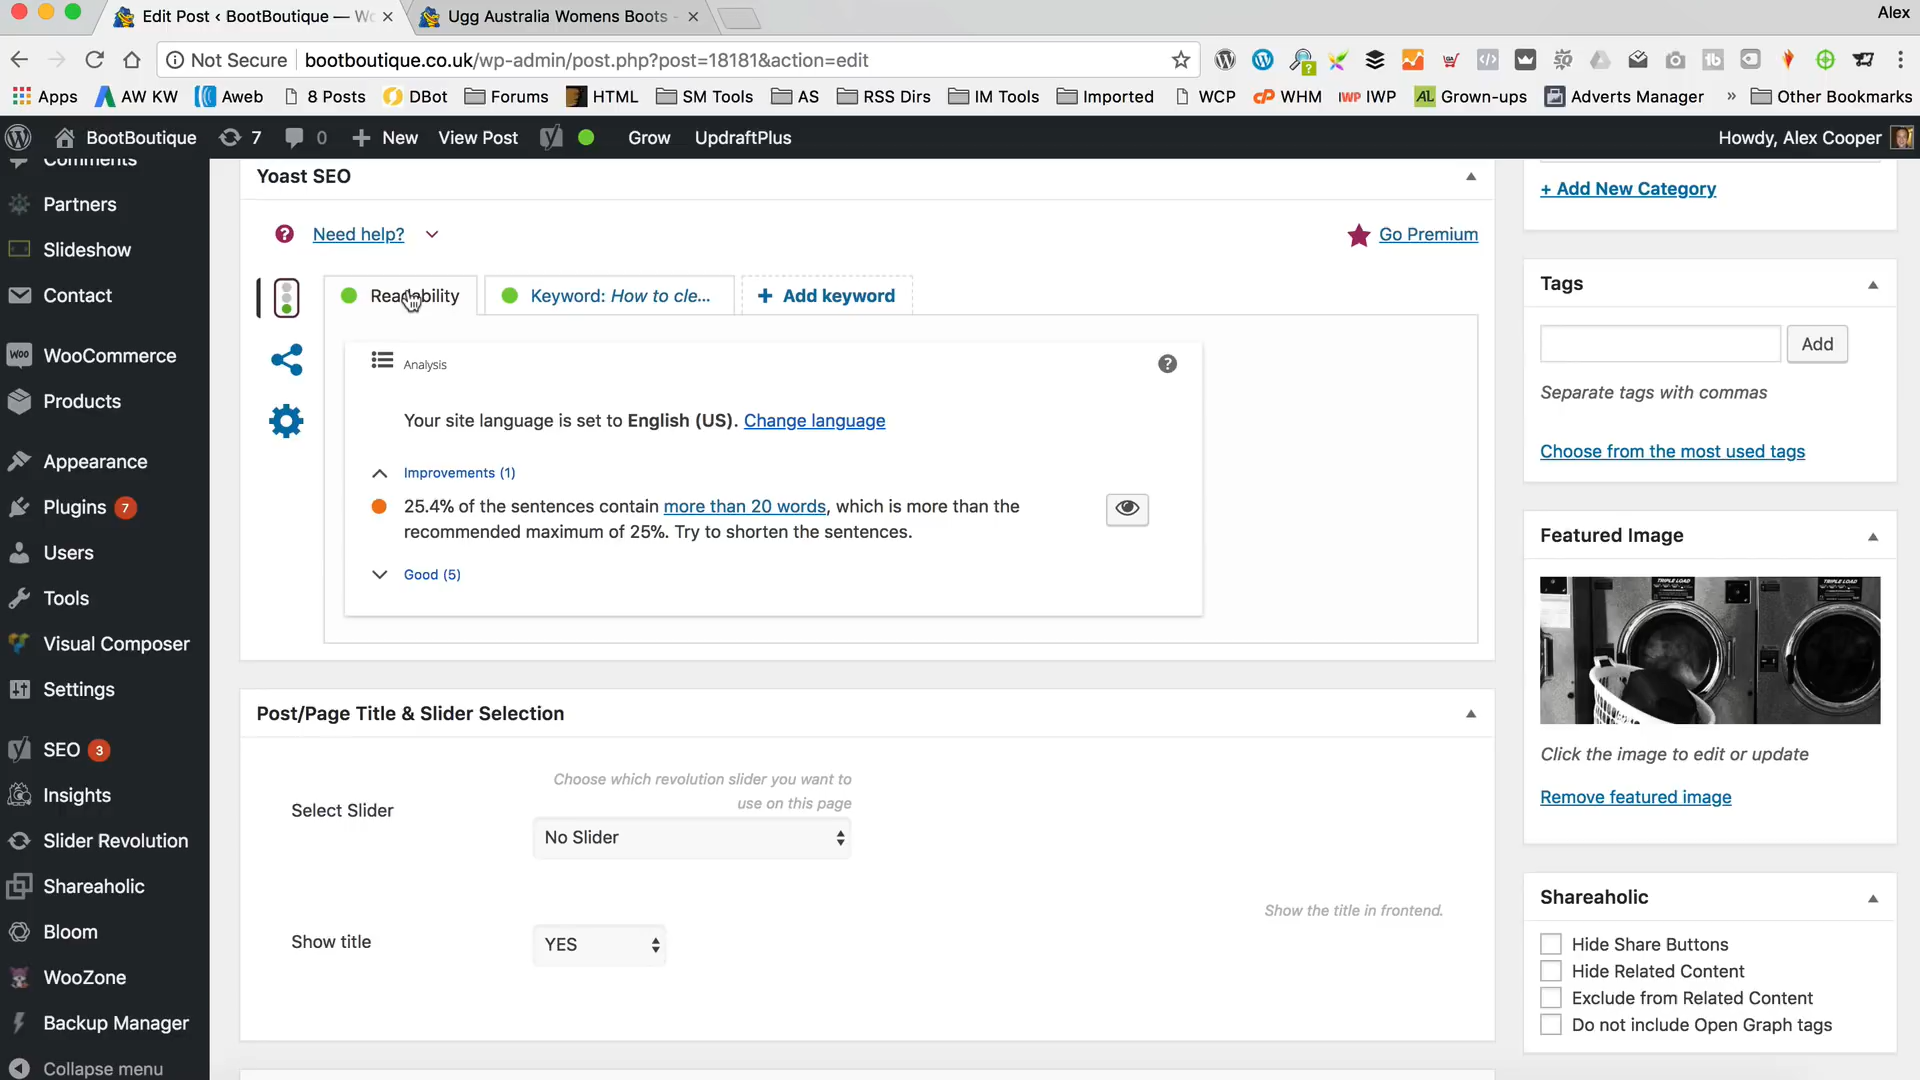 Edit Post ‹ BootBoutique — Wo
Ugg Australia Womens Boots -
Alex
Not Secure
bootboutique.co.uk/wp-admin/post.php?post=18181&action=edit
Apps
AW KW
Aweb
8 Posts
DBot
Forums
HTML
SM Tools
AS
RSS Dirs
IM Tools
Imported
WCP
WHM
IWP IWP
AL Grown-ups
Adverts Manager
»
Other Bookmarks
BootBoutique
7
0
New
View Post
Grow
UpdraftPlus
Howdy, Alex Cooper
Comments
Partners
Slideshow
Contact
WooCommerce
Products
Appearance
Plugins 7
Users
Tools
Visual Composer
Settings
SEO 3
Insights
Slider Revolution
Shareaholic
Bloom
WooZone
Backup Manager
Collapse menu
Yoast SEO
Need help?
Go Premium
Readability
Keyword: How to cle...
+ Add keyword
Analysis
Your site language is set to English (US). Change language
Improvements (1)
25.4% of the sentences contain more than 20 words, which is more than the
recommended maximum of 25%. Try to shorten the sentences.
Good (5)
Post/Page Title & Slider Selection
Choose which revolution slider you want to
use on this page
Select Slider
No Slider
Show the title in frontend.
Show title
YES
+ Add New Category
Tags
Add
Separate tags with commas
Choose from the most used tags
Featured Image
TRIPLE LOAD
TRIPLE LOAD
Click the image to edit or update
Remove featured image
Shareaholic
Hide Share Buttons
Hide Related Content
Exclude from Related Content
Do not include Open Graph tags